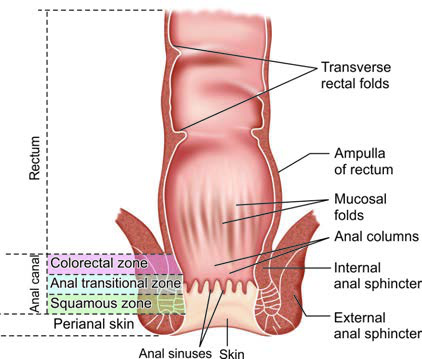 Transverse
rectal folds
Rectum
Ampulla
of rectum
Mucosal
folds
Anal columns
Anal canal
Colorectal zone
Anal transitional zone
Squamous zone
Internal
anal sphincter
Perianal skin
External
anal sphincter
Anal sinuses
Skin